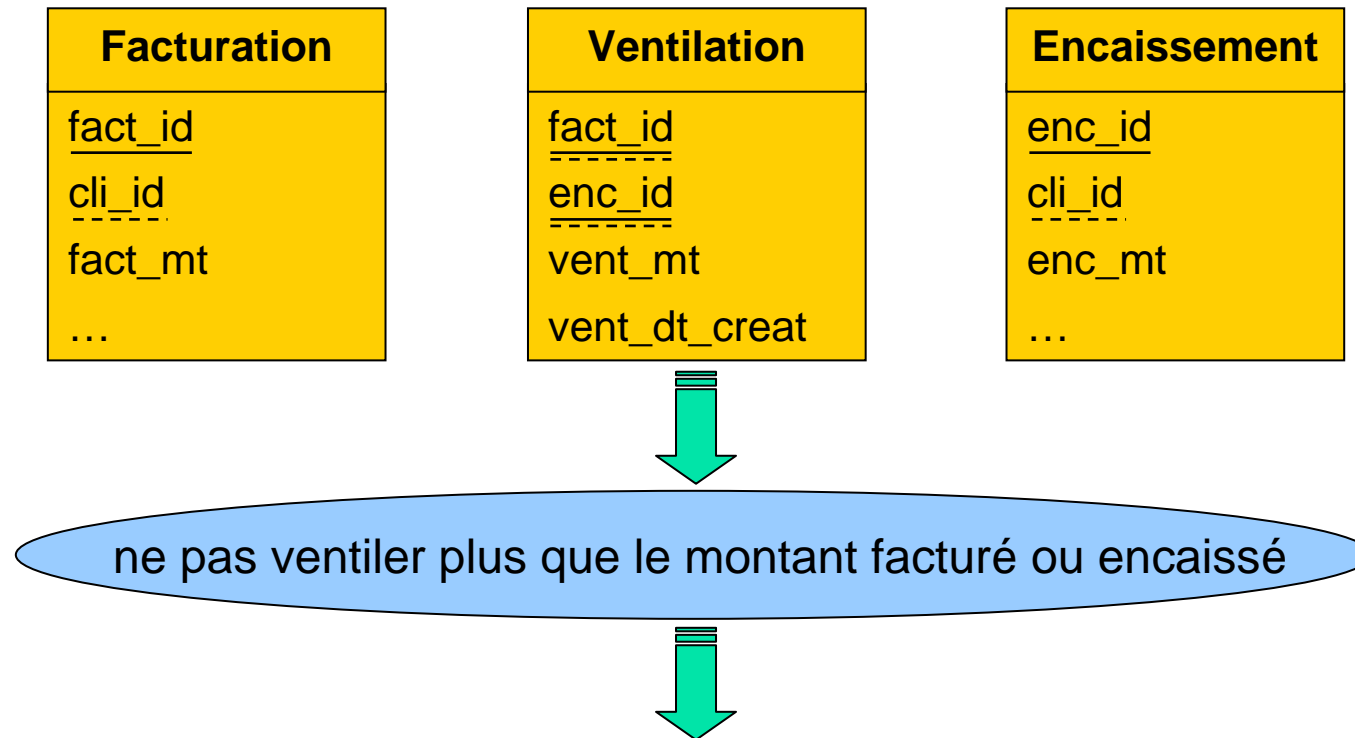 Facturation
fact_id
cli_id
fact_mt
…
Ventilation
fact_id
enc_id
vent_mt
vent_dt_creat
Encaissement
enc_id
cli_id
enc_mt
…
ne pas ventiler plus que le montant facturé ou encaissé